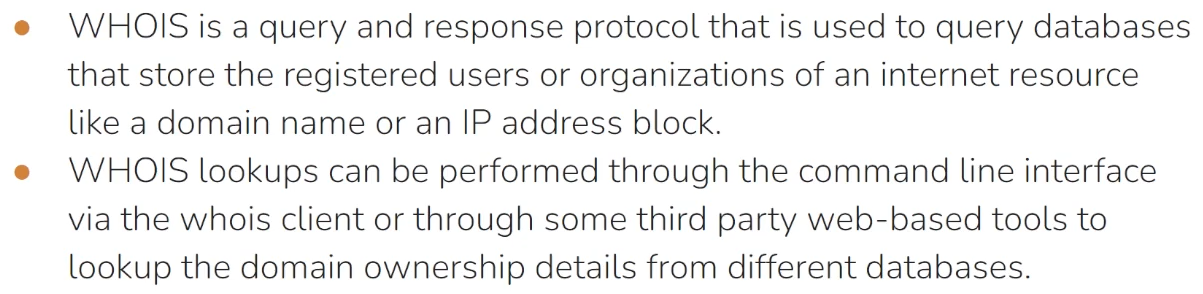 ● WHOIS is a query and response protocol that is used to query databases
that store the registered users or organizations of an internet resource
like a domain name or an IP address block.
● WHOIS lookups can be performed through the command line interface
via the whois client or through some third party web-based tools to
lookup the domain ownership details from different databases.